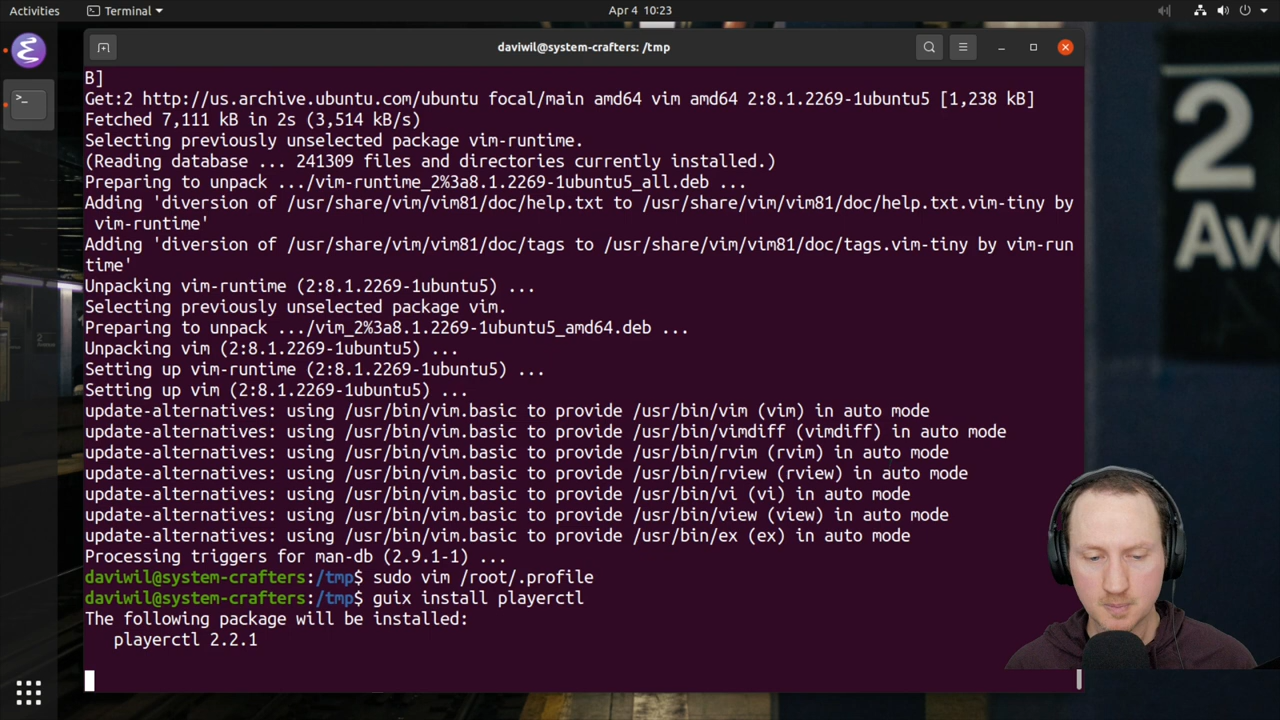 Activities
Terminal
Apr 4 10:23
daviwil@system-crafters: /tmp
B]
Get:2 http://us.archive.ubuntu.com/ubuntu focal/main amd64 vim amd64 2:8.1.2269-1ubuntu5 [1,238 kB]
Fetched 7,111 kB in 2s (3,514 kB/s)
Selecting previously unselected package vim-runtime.
(Reading database ... 241309 files and directories currently installed.)
Preparing to unpack .../vim-runtime_2%3a8.1.2269-1ubuntu5_all.deb ...
Adding 'diversion of /usr/share/vim/vim81/doc/help.txt to /usr/share/vim/vim81/doc/help.txt.vim-tiny by
vim-runtime'
Adding 'diversion of /usr/share/vim/vim81/doc/tags to /usr/share/vim/vim81/doc/tags.vim-tiny by vim-run
time'
Unpacking vim-runtime (2:8.1.2269-1ubuntu5) ...
Selecting previously unselected package vim.
Preparing to unpack .../vim_2%3a8.1.2269-1ubuntu5_amd64.deb ...
Unpacking vim (2:8.1.2269-1ubuntu5) ...
Setting up vim-runtime (2:8.1.2269-1ubuntu5) ...
Setting up vim (2:8.1.2269-1ubuntu5) ...
update-alternatives: using /usr/bin/vim.basic to provide /usr/bin/vim (vim) in auto mode
update-alternatives: using /usr/bin/vim.basic to provide /usr/bin/vimdiff (vimdiff) in auto mode
update-alternatives: using /usr/bin/vim.basic to provide /usr/bin/rvim (rvim) in auto mode
update-alternatives: using /usr/bin/vim.basic to provide /usr/bin/rview (rview) in auto mode
update-alternatives: using /usr/bin/vim.basic to provide /usr/bin/vi (vi) in auto mode
update-alternatives: using /usr/bin/vim.basic to provide /usr/bin/view (view) in auto mode
update-alternatives: using /usr/bin/vim.basic to provide /usr/bin/ex (ex) in auto mode
Processing triggers for man-db (2.9.1-1) ...
daviwil@system-crafters:/tmp$ sudo vim /root/.profile
daviwil@system-crafters:/tmp$ guix install playerctl
The following package will be installed:
playerctl 2.2.1
2
Ave